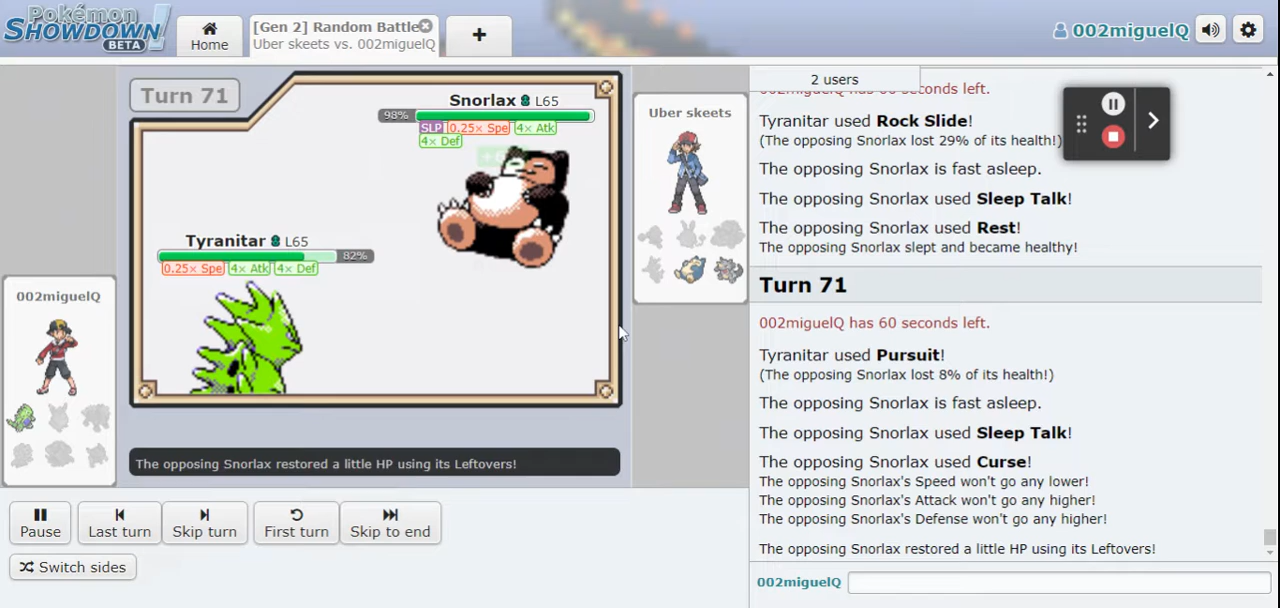 Pokémon
SHOWDOWN!
BETA
Home
[Gen 2] Random Battle
Uber skeets vs. 002miguelQ
+
002miguelQ
Turn 71
Snorlax L65
98%
SLP 0.25× Spe 4× Atk
4× Def
Tyranitar L65
82%
0.25× Spe 4× Atk 4× Def
002miguelQ
Uber skeets
The opposing Snorlax restored a little HP using its Leftovers!
Pause
Last turn
Skip turn
First turn
Skip to end
Switch sides
2 users
002miguelQ has 60 seconds left.
Tyranitar used Rock Slide!
(The opposing Snorlax lost 29% of its health!)
The opposing Snorlax is fast asleep.
The opposing Snorlax used Sleep Talk!
The opposing Snorlax used Rest!
The opposing Snorlax slept and became healthy!
Turn 71
002miguelQ has 60 seconds left.
Tyranitar used Pursuit!
(The opposing Snorlax lost 8% of its health!)
The opposing Snorlax is fast asleep.
The opposing Snorlax used Sleep Talk!
The opposing Snorlax used Curse!
The opposing Snorlax's Speed won't go any lower!
The opposing Snorlax's Attack won't go any higher!
The opposing Snorlax's Defense won't go any higher!
The opposing Snorlax restored a little HP using its Leftovers!
002miguelQ